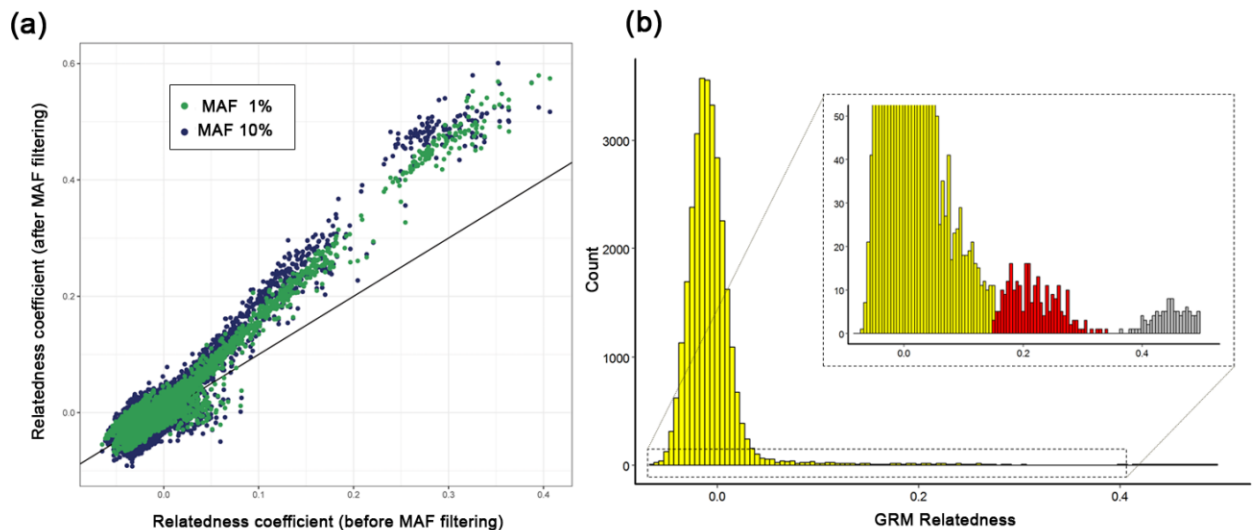 (a)
0.6
0.4
0.2
0.0
MAF 1%
MAF 10%
Relatedness coefficient (after MAF filtering)
0.0 0.1 0.2 0.3 0.4
Relatedness coefficient (before MAF filtering)
(b)
3000
2000
1000
0
Count
50
40
30
20
10
0
0.0 0.2 0.4
0.0 0.4
GRM Relatedness